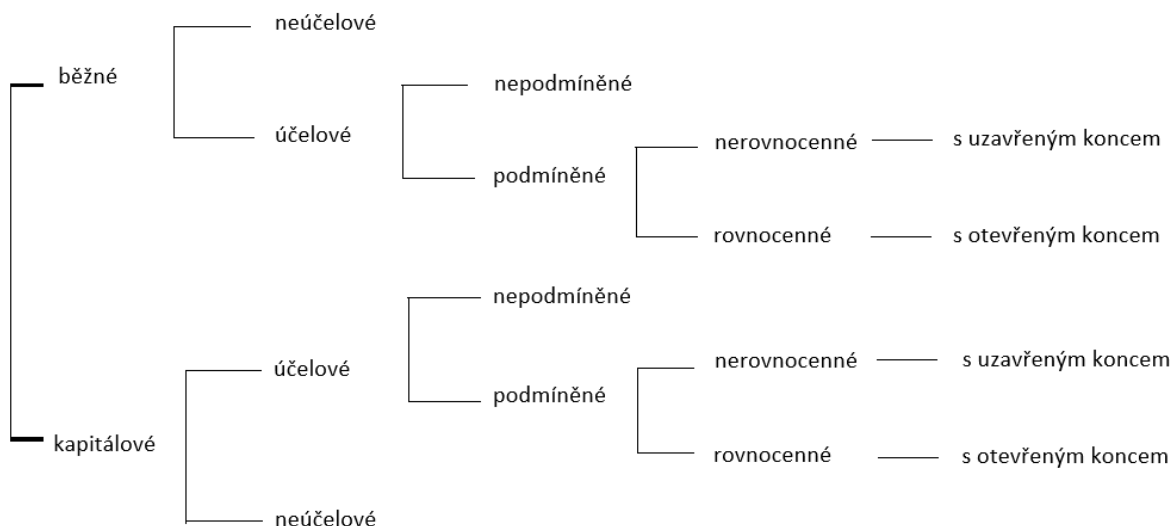 neúčelové
běžné
nepodmíněné
účelové
nerovnocenné
s uzavřeným koncem
podmíněné
rovnocenné
s otevřeným koncem
nepodmíněné
účelové
nerovnocenné
s uzavřeným koncem
podmíněné
kapitálové
rovnocenné
s otevřeným koncem
neúčelové